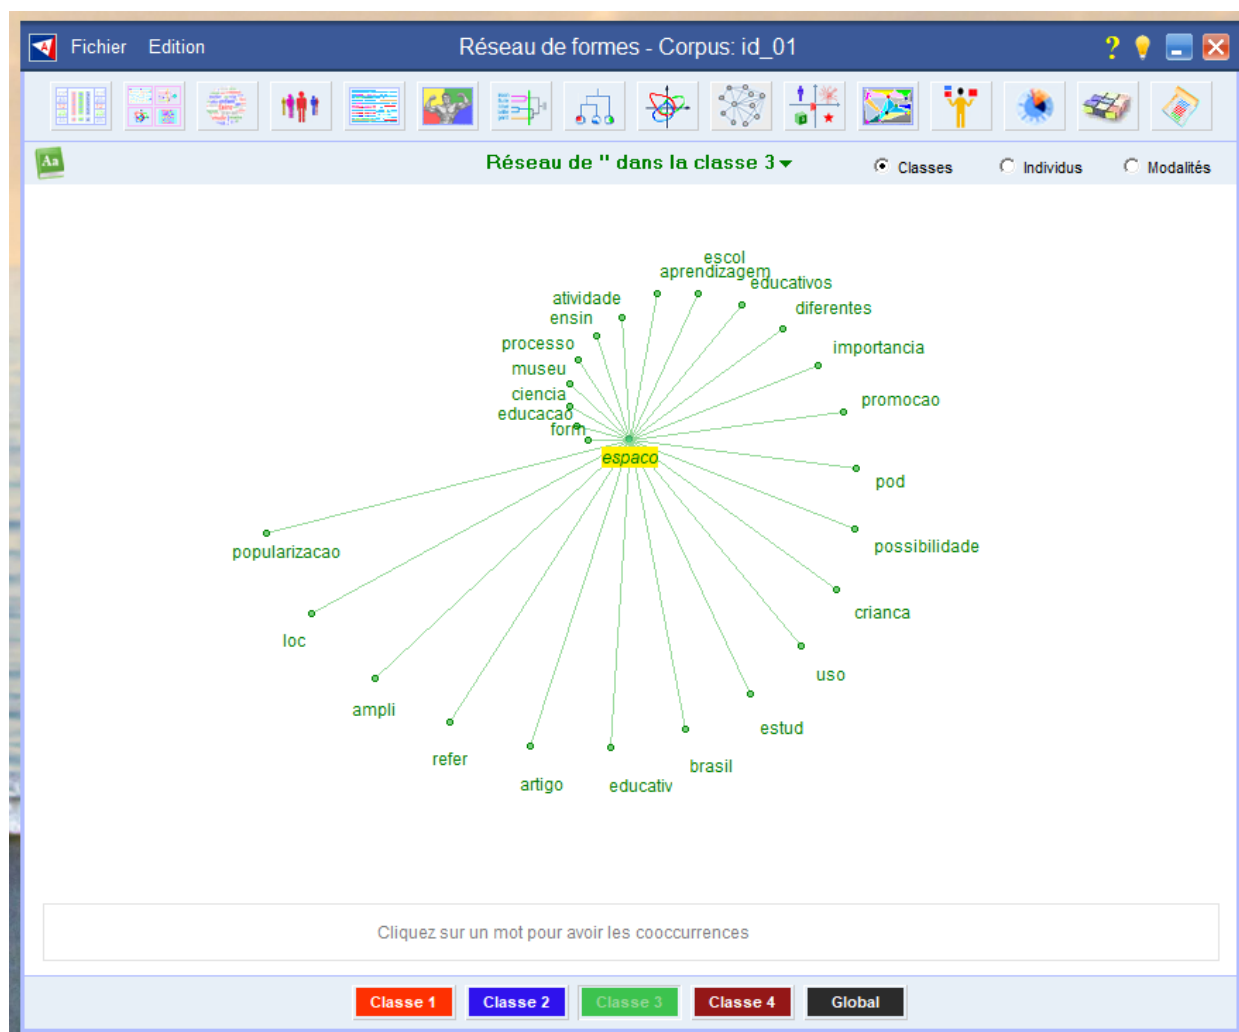 Fichier Edition Réseau de formes - Corpus: id_01 ?
Aa Réseau de '' dans la classe 3 Classes Individus Modalités
escol
aprendizagem
educativos
atividade
diferentes
ensin
processo
importancia
museu
ciencia
promocao
educacao
form
espaco
pod
possibilidade
popularizacao
crianca
loc
uso
ampli
estud
refer
brasil
artigo
educativ
Cliquez sur un mot pour avoir les cooccurrences
Classe 1 Classe 2 Classe 3 Classe 4 Global